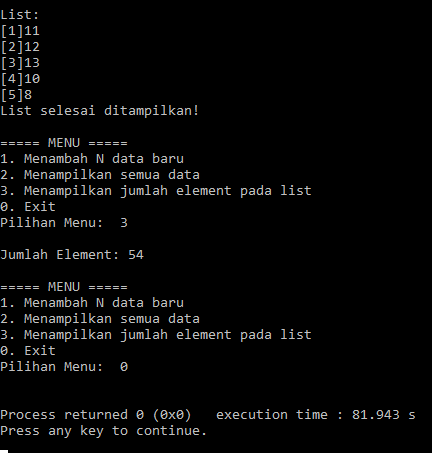 List:
[1]11
[2]12
[3]13
[4]10
[5]8
List selesai ditampilkan!
===== MENU =====
1. Menambah N data baru
2. Menampilkan semua data
3. Menampilkan jumlah element pada list
0. Exit
Pilihan Menu:  3
Jumlah Element: 54
===== MENU =====
1. Menambah N data baru
2. Menampilkan semua data
3. Menampilkan jumlah element pada list
0. Exit
Pilihan Menu:  0
Process returned 0 (0x0)   execution time : 81.943 s
Press any key to continue.